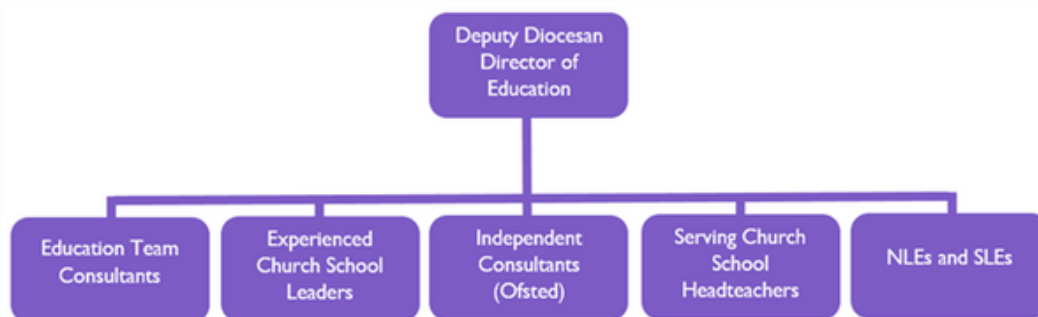 Deputy Diocesan
Director of
Education
Education Team
Consultants
Experienced
Church School
Leaders
Independent
Consultants
(Ofsted)
Serving Church
School
Headteachers
NLEs and SLEs